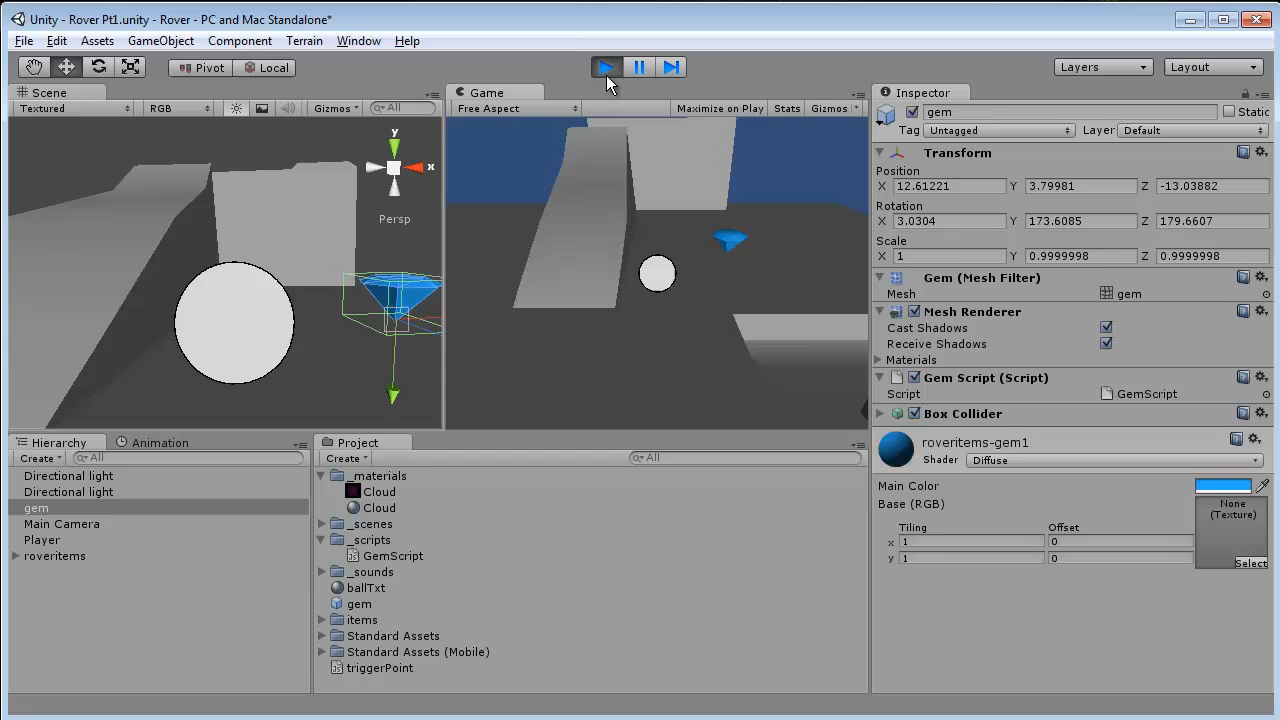 Unity - Rover Pt1.unity - Rover - PC and Mac Standalone*
File Edit Assets GameObject Component Terrain Window Help
Pivot Local Layers Layout
Scene
Textured RGB Gizmos All
y
x
Persp
Game
Free Aspect Maximize on Play Stats Gizmos
Inspector
gem Static
Tag Untagged Layer Default
Transform
Position
X 12.61221 Y 3.79981 Z -13.03882
Rotation
X 3.0304 Y 173.6085 Z 179.6607
Scale
X 1 Y 0.9999998 Z 0.9999998
Gem (Mesh Filter)
Mesh gem
Mesh Renderer
Cast Shadows
Receive Shadows
Materials
Gem Script (Script)
Script GemScript
Box Collider
roveritems-gem1
Shader Diffuse
Main Color
Base (RGB)
None
(Texture)
Tiling Offset
x 1 0
y 1 0
Select
Hierarchy Animation
Create All
Directional light
Directional light
gem
Main Camera
Player
roveritems
Project
Create All
_materials
Cloud
Cloud
_scenes
_scripts
GemScript
_sounds
ballTxt
gem
items
Standard Assets
Standard Assets (Mobile)
triggerPoint